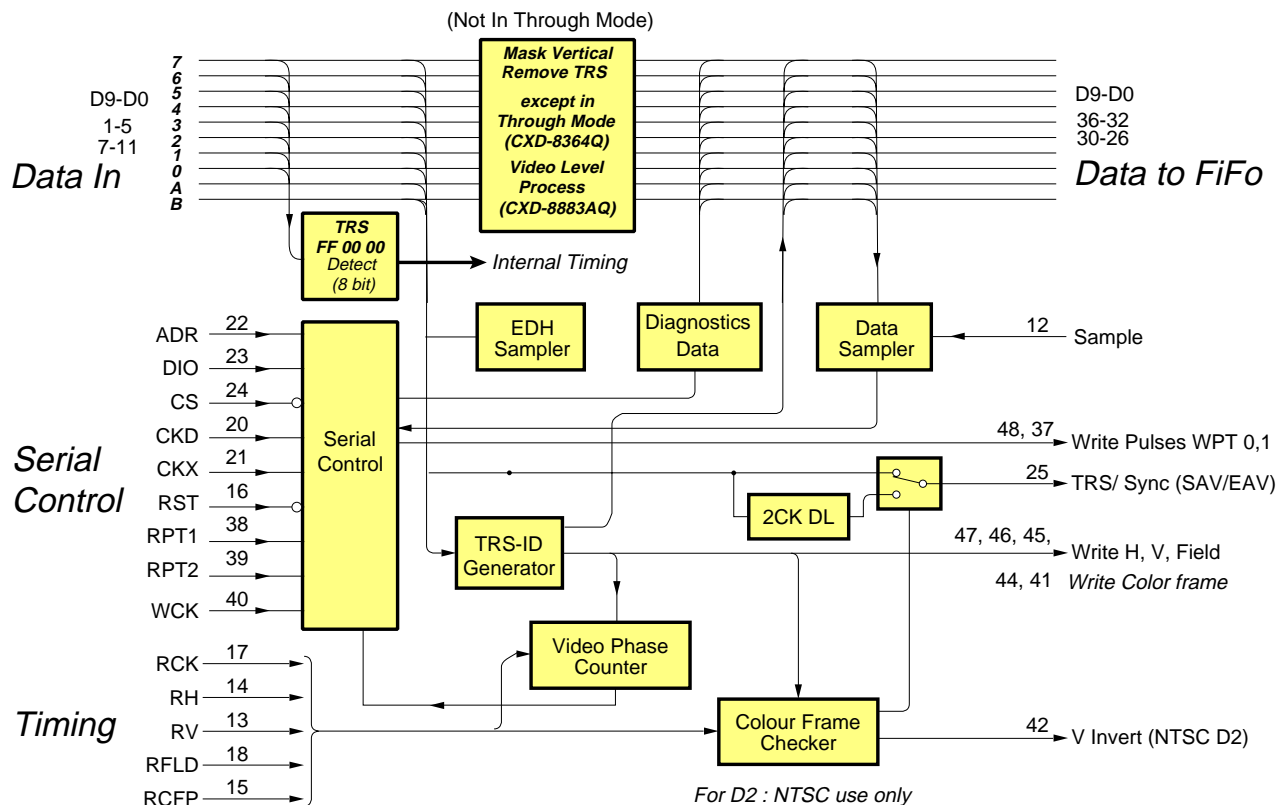 (Not In Through Mode)
7
6
5
4
3
2
1
0
A
B
D9-D0
1-5
7-11
Data In
Mask Vertical
Remove TRS
except in
Through Mode
(CXD-8364Q)
Video Level
Process
(CXD-8883AQ)
D9-D0
36-32
30-26
Data to FiFo
TRS
FF 00 00
Detect
(8 bit)
Internal Timing
EDH
Sampler
Diagnostics
Data
Data
Sampler
12
Sample
Serial
Control
ADR
22
DIO
23
CS
24
CKD
20
CKX
21
RST
16
RPT1
38
RPT2
39
WCK
40
Serial
Control
48, 37
Write Pulses WPT 0,1
25
TRS/ Sync (SAV/EAV)
2CK DL
TRS-ID
Generator
47, 46, 45,
Write H, V, Field
44, 41
Write Color frame
Video Phase
Counter
Timing
RCK
17
RH
14
RV
13
RFLD
18
RCFP
15
Colour Frame
Checker
42
V Invert (NTSC D2)
For D2 : NTSC use only